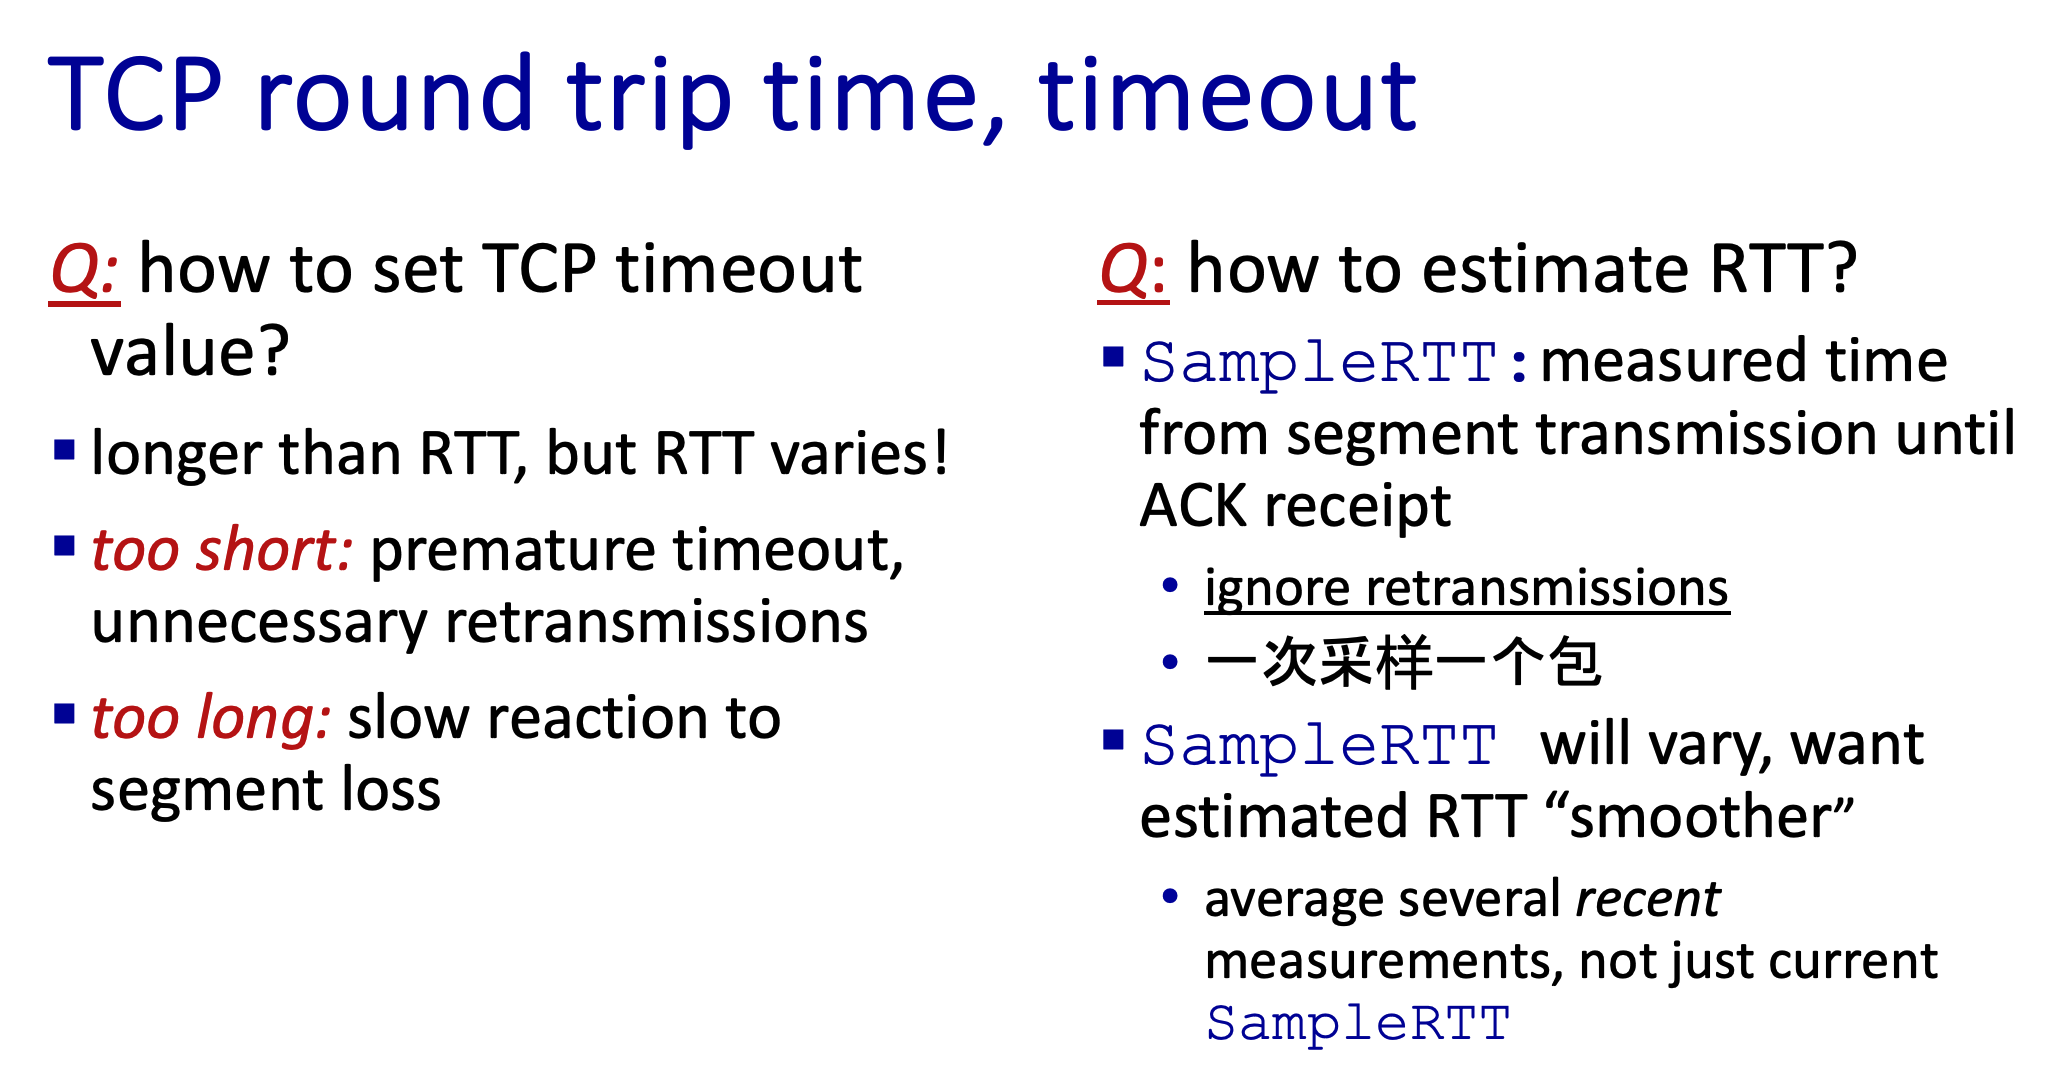 TCP round trip time, timeout
Q: how to set TCP timeout
value?
longer than RTT, but RTT varies!
too short: premature timeout,
unnecessary retransmissions
too long: slow reaction to
segment loss
Q: how to estimate RTT?
SampleRTT: measured time
from segment transmission until
ACK receipt
ignore retransmissions
一次采样一个包
SampleRTT will vary, want
estimated RTT “smoother”
average several recent
measurements, not just current
SampleRTT